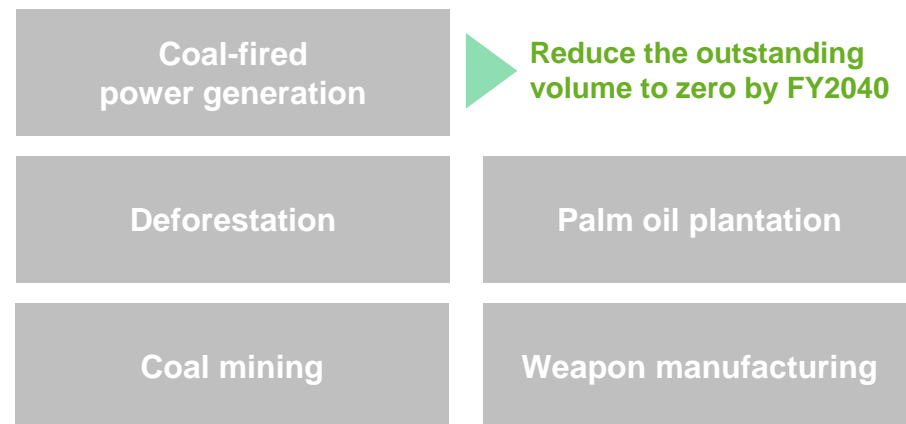 Coal-fired
power generation
Reduce the outstanding
volume to zero by FY2040
Deforestation
Palm oil plantation
Coal mining
Weapon manufacturing